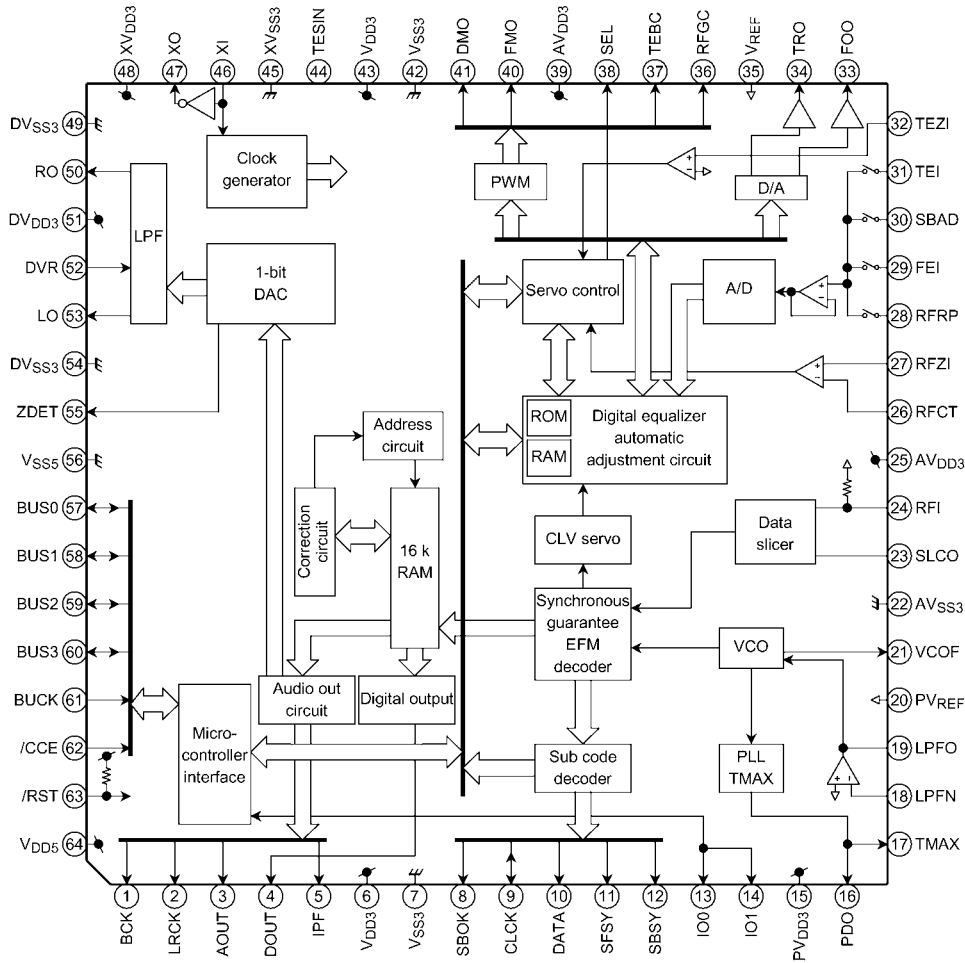 XVDD3
XO
XI
XVSS3
TESIN
VDD3
VSS3
DMO
FMO
AVDD3
SEL
TEBC
RFGC
VREF
TRO
FOO
48
47
46
45
44
43
42
41
40
39
38
37
36
35
34
33
DVSS3 49
RO 50
DVDD3 51
DVR 52
LO 53
DVSS3 54
ZDET 55
VSS5 56
BUS0 57
BUS1 58
BUS2 59
BUS3 60
BUCK 61
/CCE 62
/RST 63
VDD5 64
Clock
generator
LPF
1-bit
DAC
PWM
D/A
+
-
Servo control
A/D
+
-
+
-
ROM
RAM
Digital equalizer
automatic
adjustment circuit
Address
circuit
Correction
circuit
16 k
RAM
CLV servo
Data
slicer
Synchronous
guarantee
EFM
decoder
VCO
Audio out
circuit
Digital output
Micro-
controller
interface
Sub code
decoder
PLL
TMAX
+
-
32 TEZI
31 TEI
30 SBAD
29 FEI
28 RFRP
27 RFZI
26 RFCT
25 AVDD3
24 RFI
23 SLCO
22 AVSS3
21 VCOF
20 PVREF
19 LPFO
18 LPFN
17 TMAX
1
2
3
4
5
6
7
8
9
10
11
12
13
14
15
16
BCK
LRCK
AOUT
DOUT
IPF
VDD3
VSS3
SBOK
CLCK
DATA
SFSY
SBSY
IO0
IO1
PVDD3
PDO